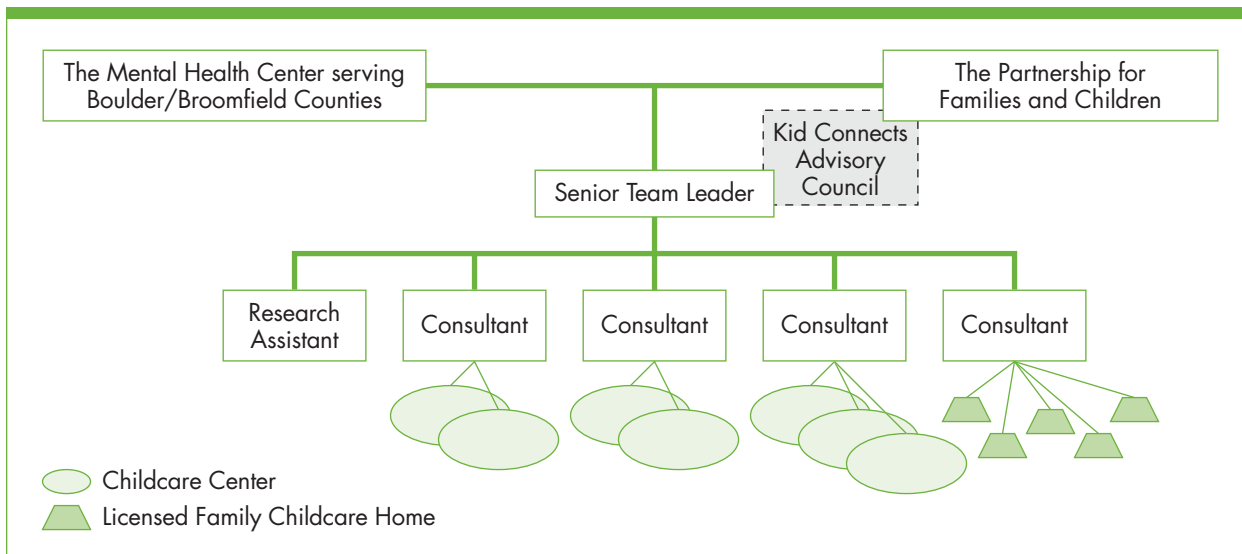 The Mental Health Center serving
Boulder/Broomfield Counties
The Partnership for
Families and Children
Kid Connects
Advisory
Council
Senior Team Leader
Research
Assistant
Consultant
Consultant
Consultant
Consultant
Childcare Center
Licensed Family Childcare Home